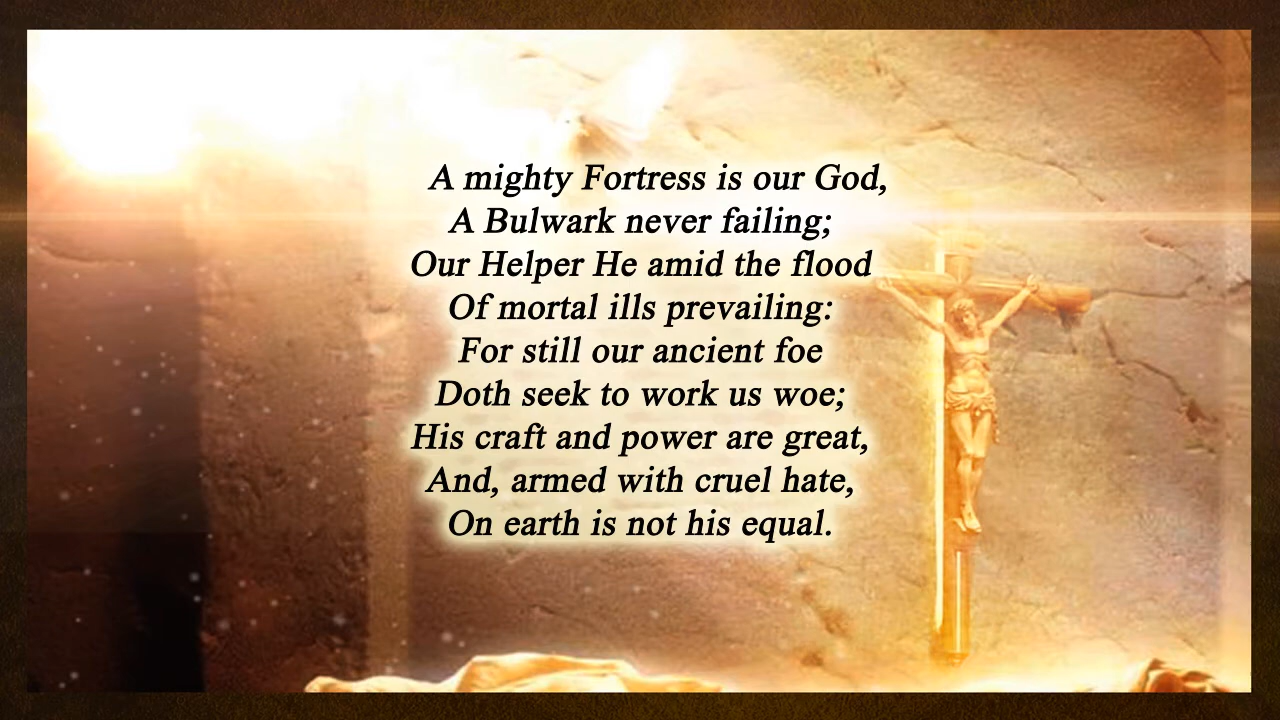 A mighty Fortress is our God,
A Bulwark never failing;
Our Helper He amid the flood
Of mortal ills prevailing:
For still our ancient foe
Doth seek to work us woe;
His craft and power are great,
And, armed with cruel hate,
On earth is not his equal.